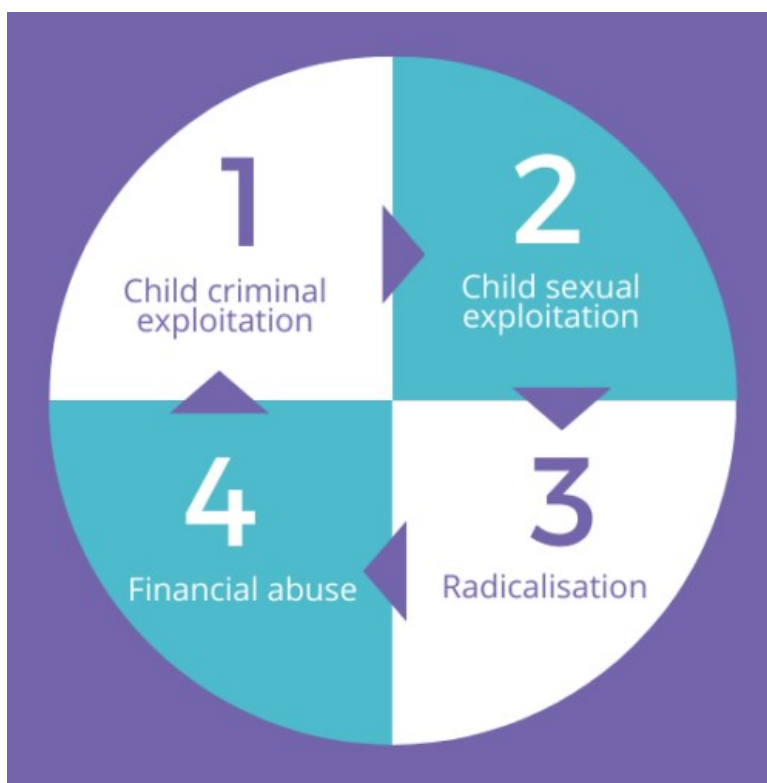 1
Child criminal
exploitation
2
Child sexual
exploitation
3
Radicalisation
4
Financial abuse